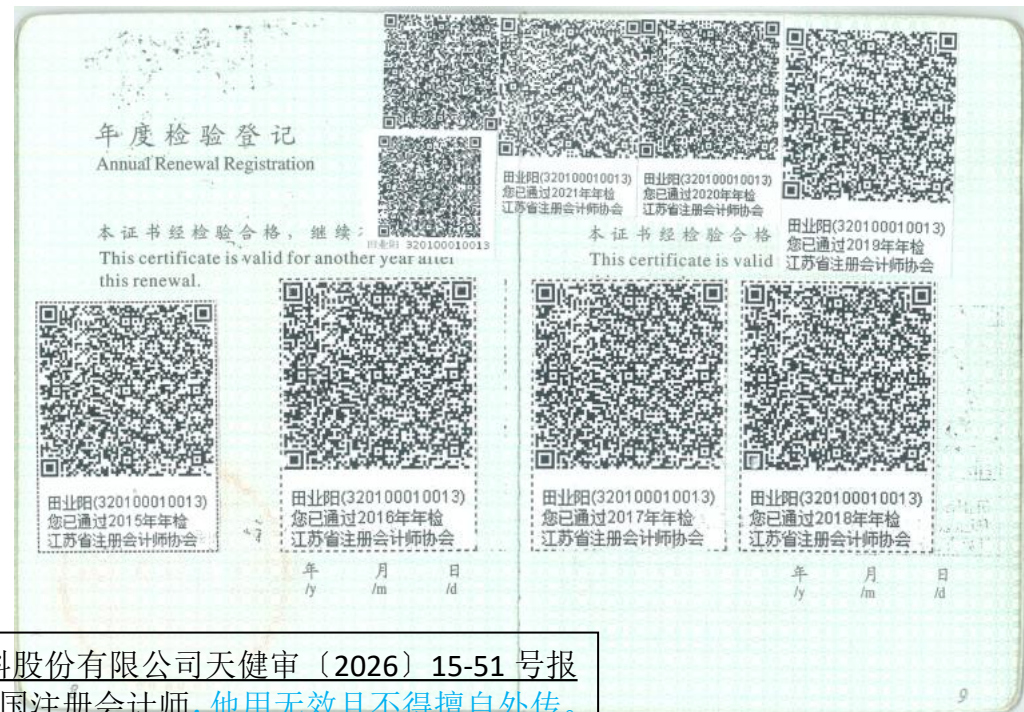 年度检验登记
Annual Renewal Registration
本证书经检验合格，继续
This certificate is valid for another year after
this renewal.
田业阳 320100010013
田业阳(320100010013)
您已通过2021年年检
江苏省注册会计师协会
田业阳(320100010013)
您已通过2020年年检
江苏省注册会计师协会
田业阳(320100010013)
您已通过2019年年检
江苏省注册会计师协会
本证书经检验合格
This certificate is valid
田业阳(320100010013)
您已通过2015年年检
江苏省注册会计师协会
田业阳(320100010013)
您已通过2016年年检
江苏省注册会计师协会
田业阳(320100010013)
您已通过2017年年检
江苏省注册会计师协会
田业阳(320100010013)
您已通过2018年年检
江苏省注册会计师协会
年 月 日
/y /m /d
年 月 日
/y /m /d
料股份有限公司天健审〔2026〕15-51 号报
国注册会计师，他用无效且不得擅自外传。
9